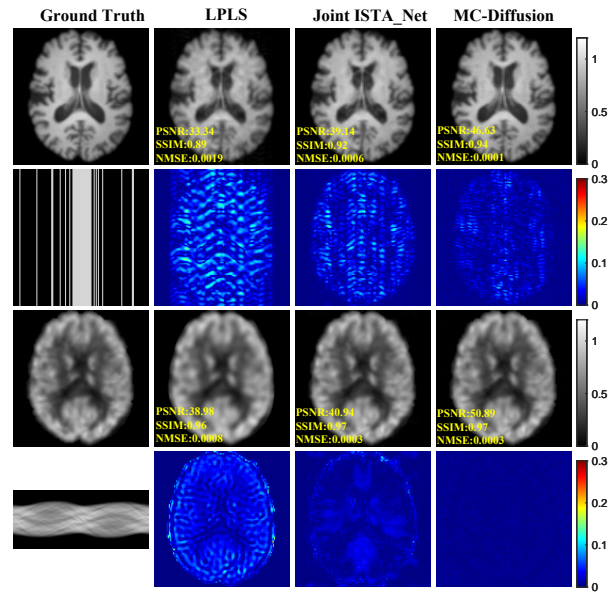 Ground Truth LPLS Joint ISTA_Net MC-Diffusion
PSNR:33.34 PSNR:39.14 PSNR:46.63
SSIM:0.89 SSIM:0.92 SSIM:0.94
NMSE:0.0019 NMSE:0.0006 NMSE:0.0001
1
0.5
0
0.3
0.2
0.1
0
PSNR:38.98 PSNR:40.94 PSNR:50.89
SSIM:0.96 SSIM:0.97 SSIM:0.97
NMSE:0.0008 NMSE:0.0003 NMSE:0.0003
1
0.5
0
0.3
0.2
0.1
0